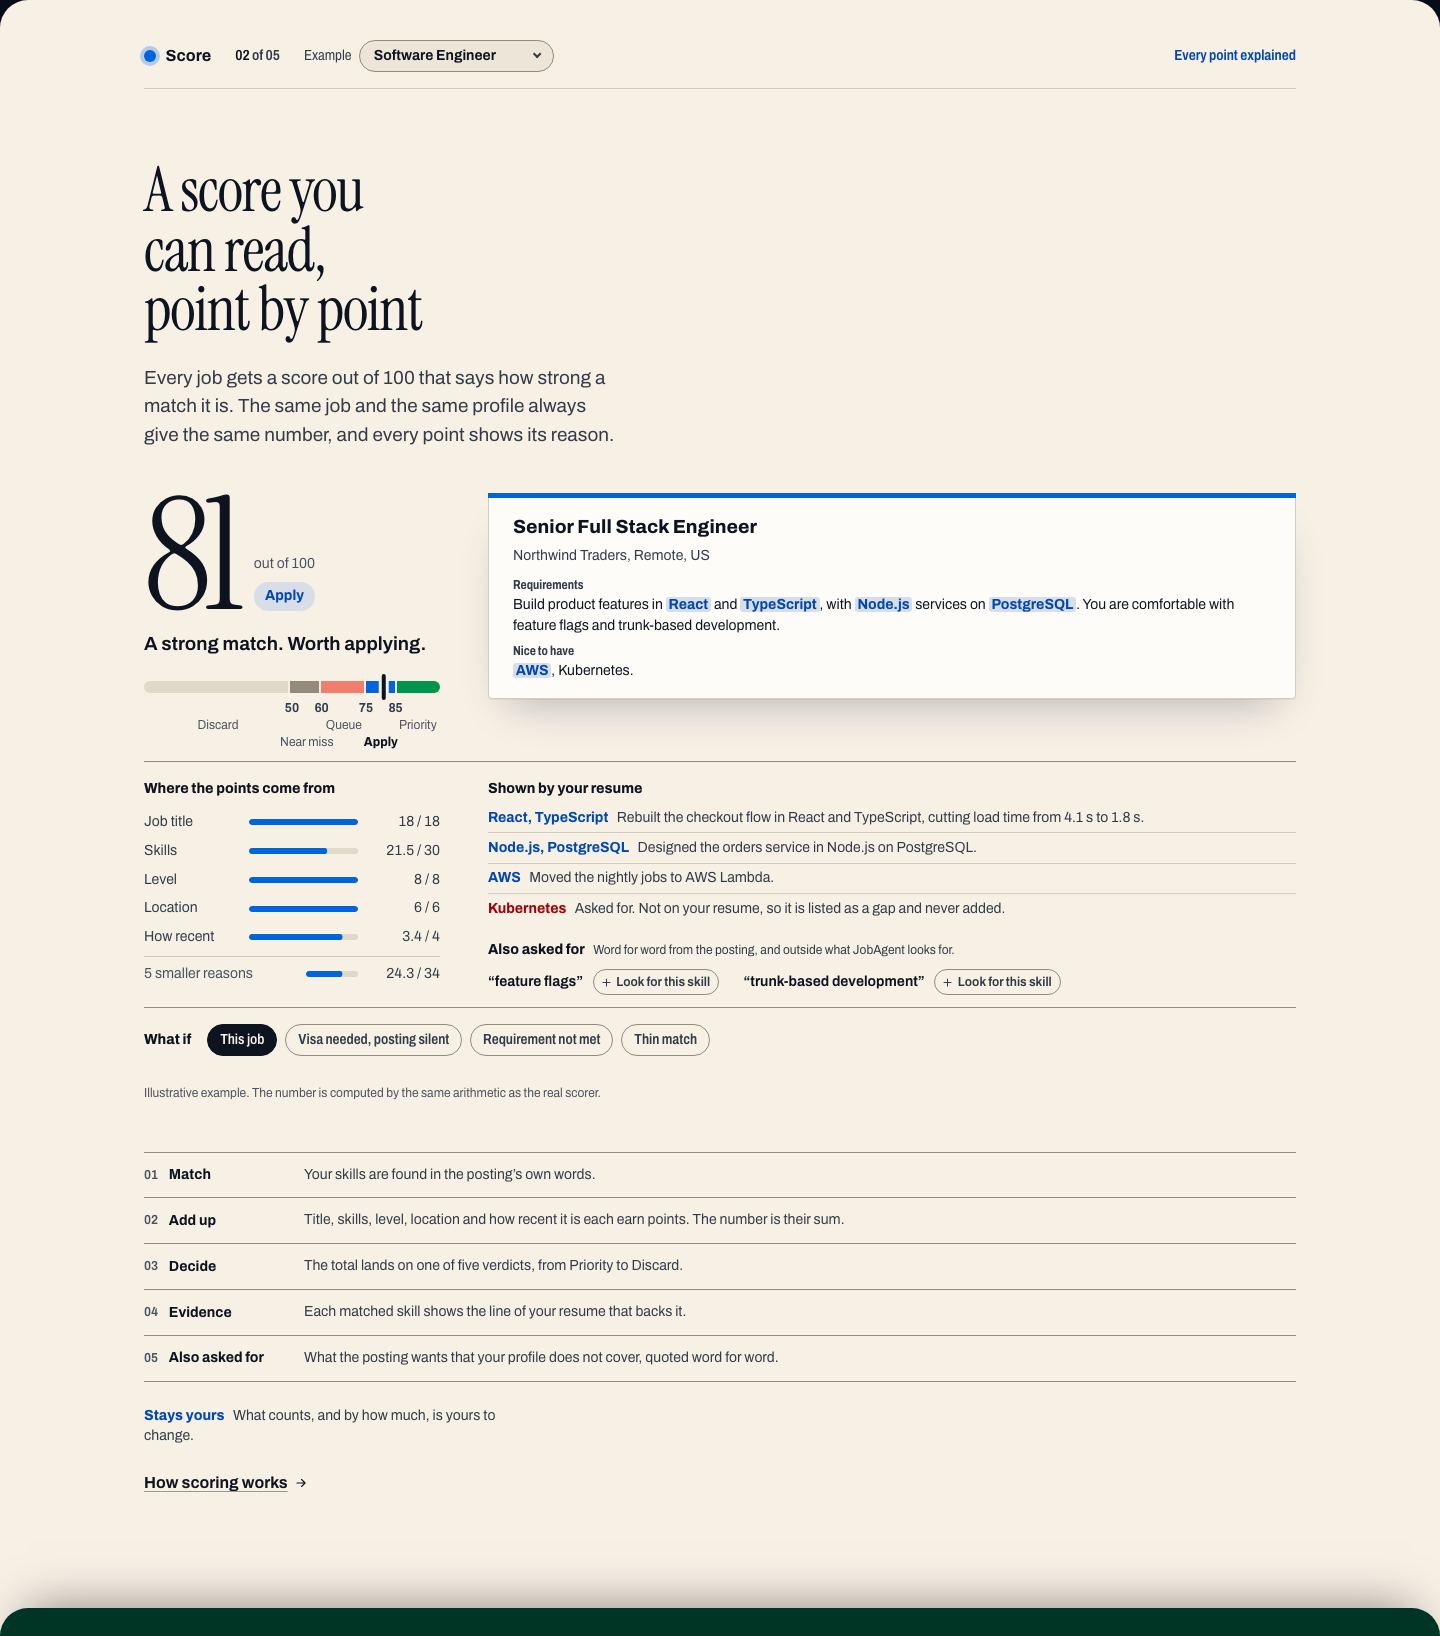 Score 02 of 05 Example Software Engineer Every point explained
A score you
can read,
point by point
Every job gets a score out of 100 that says how strong a
match it is. The same job and the same profile always
give the same number, and every point shows its reason.
81 out of 100
Apply
A strong match. Worth applying.
50 60 75 85
Discard Queue Priority
Near miss Apply
Senior Full Stack Engineer
Northwind Traders, Remote, US
Requirements
Build product features in React and TypeScript, with Node.js services on PostgreSQL. You are comfortable with
feature flags and trunk-based development.
Nice to have
AWS, Kubernetes.
Where the points come from
Job title 18 / 18
Skills 21.5 / 30
Level 8 / 8
Location 6 / 6
How recent 3.4 / 4
5 smaller reasons 24.3 / 34
Shown by your resume
React, TypeScript Rebuilt the checkout flow in React and TypeScript, cutting load time from 4.1 s to 1.8 s.
Node.js, PostgreSQL Designed the orders service in Node.js on PostgreSQL.
AWS Moved the nightly jobs to AWS Lambda.
Kubernetes Asked for. Not on your resume, so it is listed as a gap and never added.
Also asked for Word for word from the posting, and outside what JobAgent looks for.
“feature flags” + Look for this skill “trunk-based development” + Look for this skill
What if This job Visa needed, posting silent Requirement not met Thin match
Illustrative example. The number is computed by the same arithmetic as the real scorer.
01 Match Your skills are found in the posting’s own words.
02 Add up Title, skills, level, location and how recent it is each earn points. The number is their sum.
03 Decide The total lands on one of five verdicts, from Priority to Discard.
04 Evidence Each matched skill shows the line of your resume that backs it.
05 Also asked for What the posting wants that your profile does not cover, quoted word for word.
Stays yours What counts, and by how much, is yours to
change.
How scoring works →